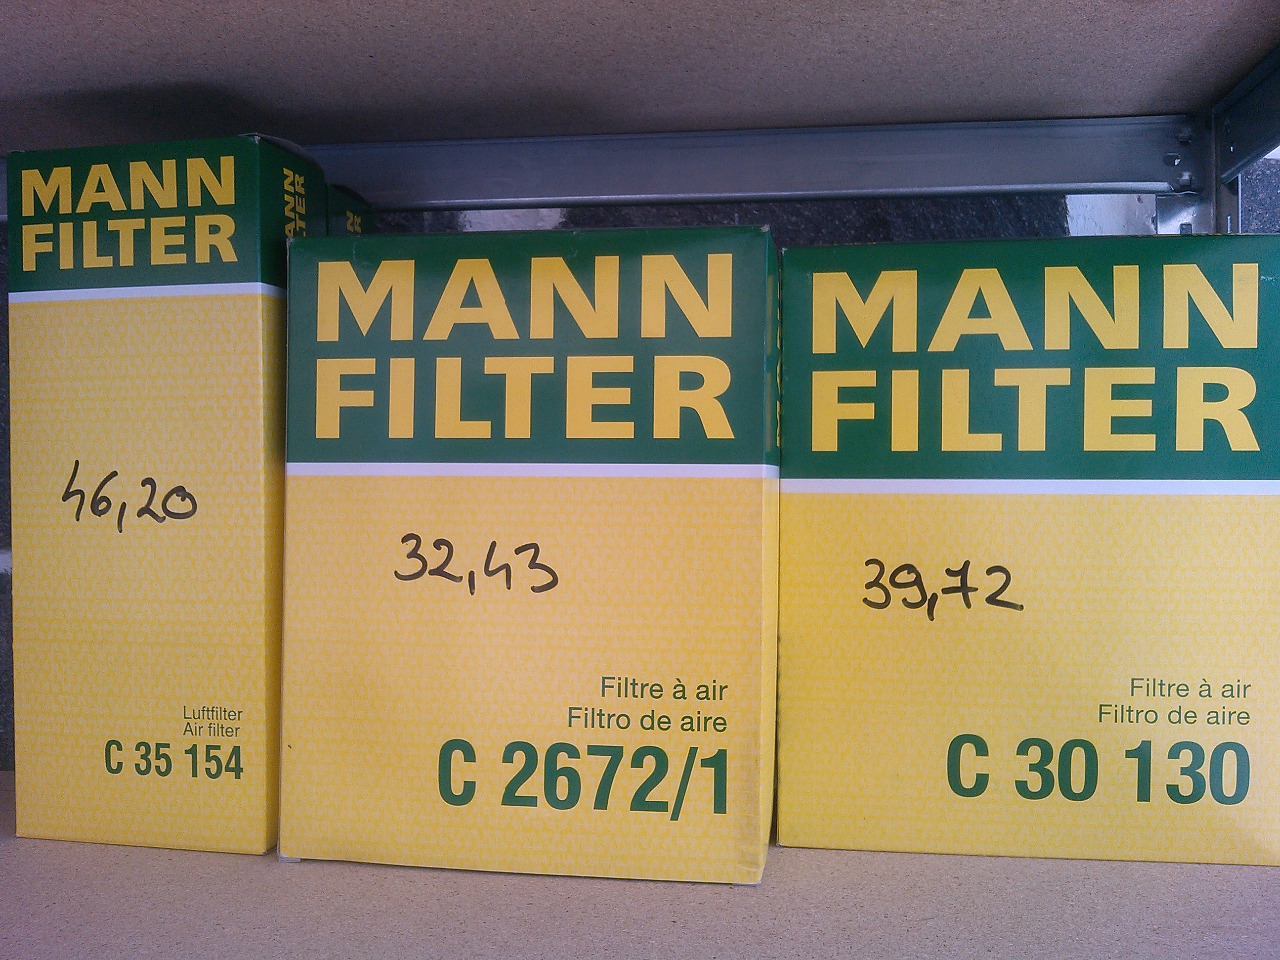 MANN
FILTER
46,20
Luftfilter
Air filter
C 35 154
MANN
FILTER
32,43
Filtre à air
Filtro de aire
C 2672/1
MANN
FILTER
39,72
Filtre à air
Filtro de aire
C 30 130